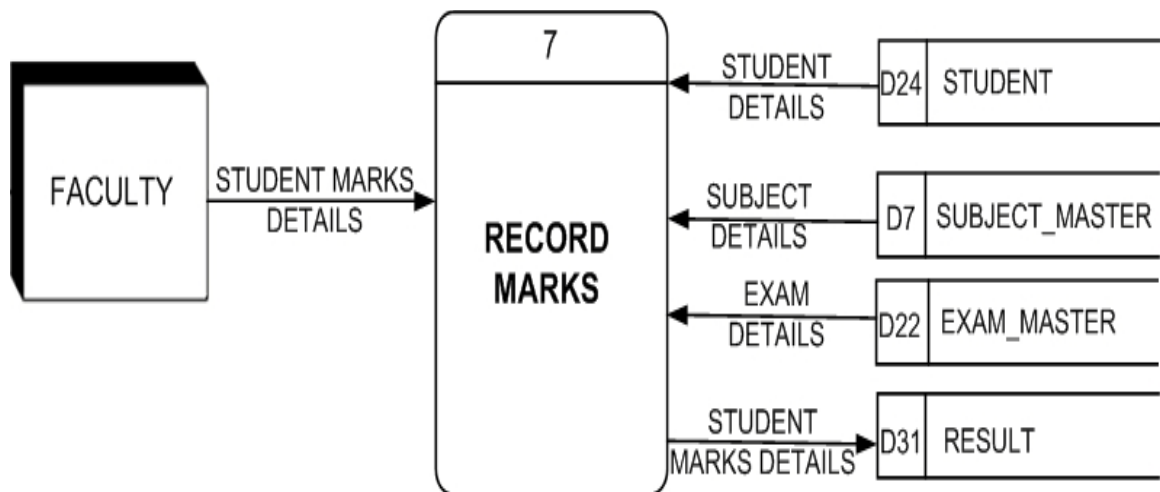 7
FACULTY
STUDENT MARKS
DETAILS
RECORD
MARKS
STUDENT
DETAILS
D24 STUDENT
SUBJECT
DETAILS
D7 SUBJECT_MASTER
EXAM
DETAILS
D22 EXAM_MASTER
STUDENT
MARKS DETAILS
D31 RESULT